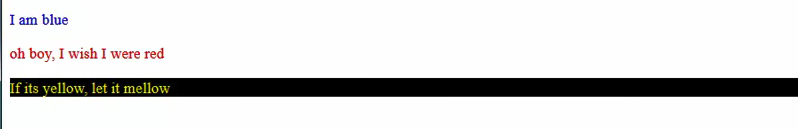 I am blue
oh boy, I wish I were red
If its yellow, let it mellow